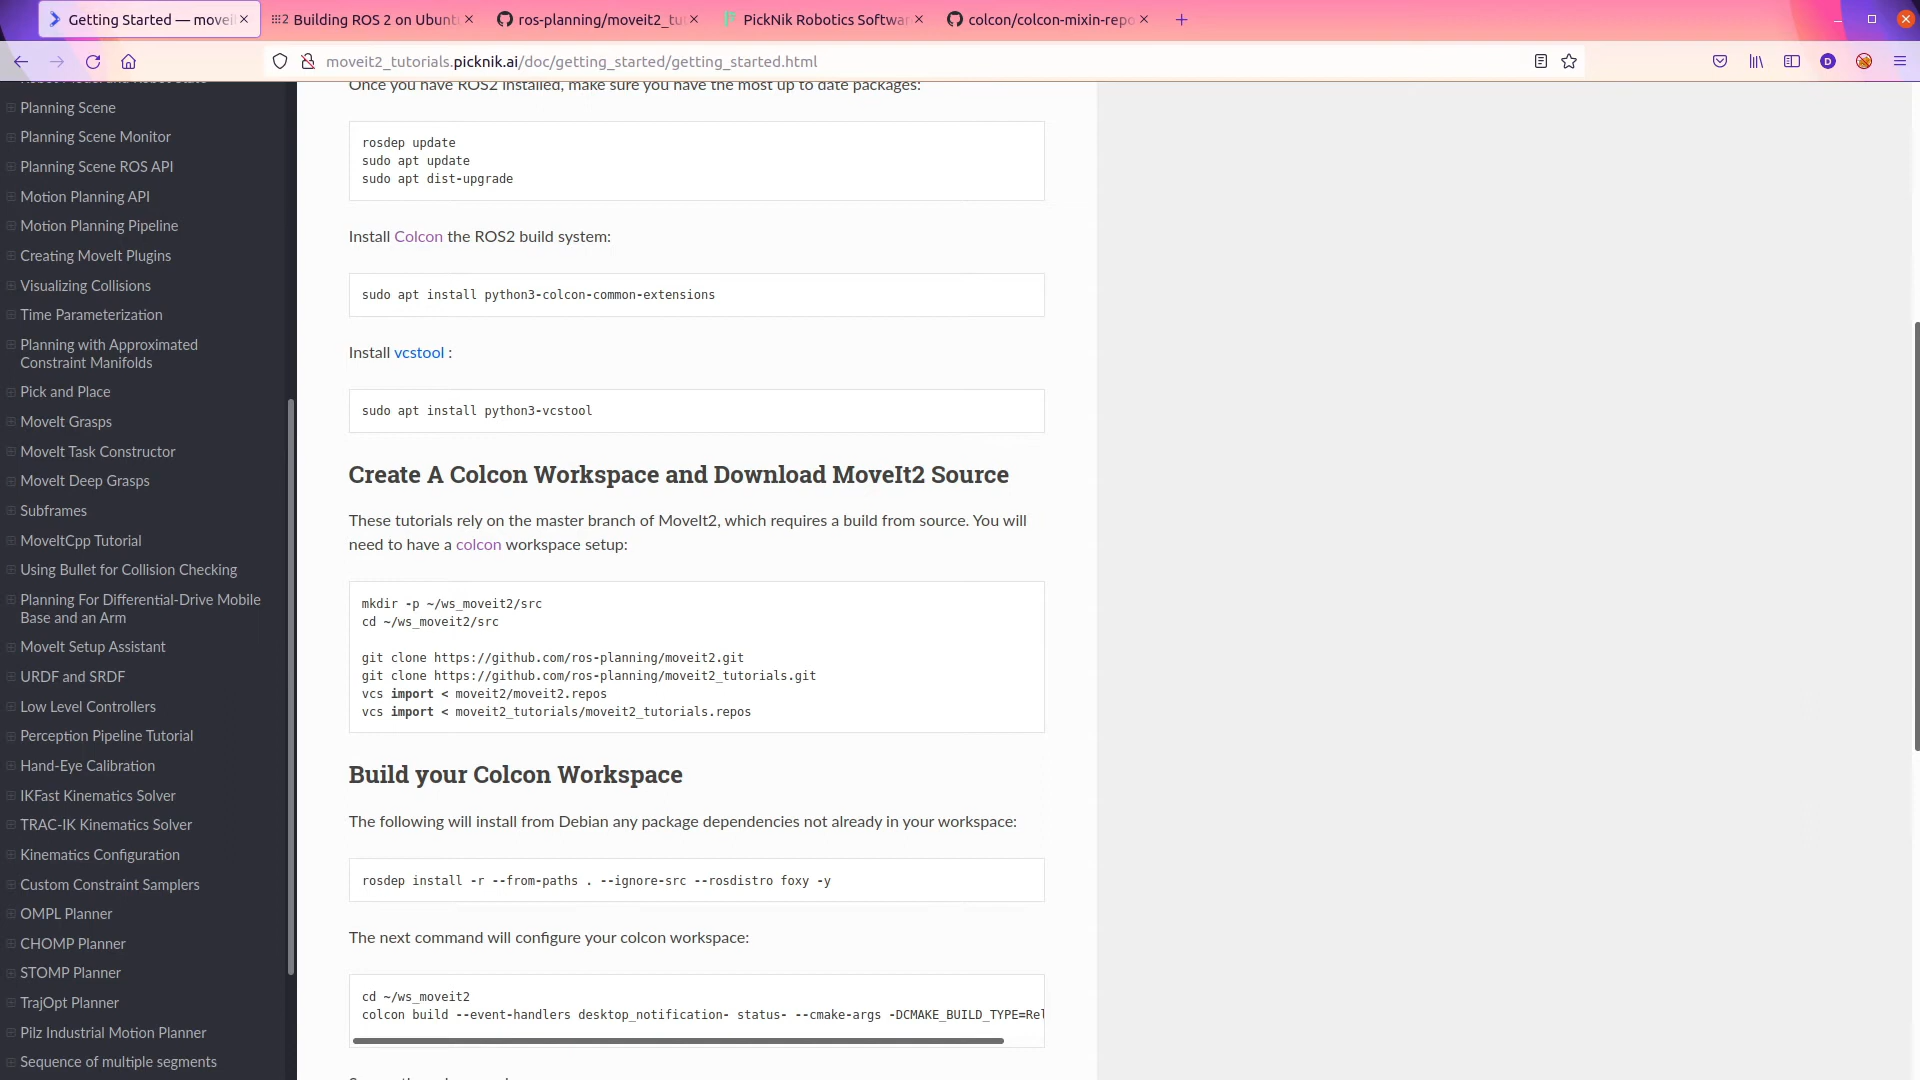 Getting Started — movei
Building ROS 2 on Ubunt
ros-planning/moveit2_tu
PickNik Robotics Softwar
colcon/colcon-mixin-repo
moveit2_tutorials.picknik.ai/doc/getting_started/getting_started.html
D
Planning Scene
Planning Scene Monitor
Planning Scene ROS API
Motion Planning API
Motion Planning Pipeline
Creating MoveIt Plugins
Visualizing Collisions
Time Parameterization
Planning with Approximated
Constraint Manifolds
Pick and Place
MoveIt Grasps
MoveIt Task Constructor
MoveIt Deep Grasps
Subframes
MoveItCpp Tutorial
Using Bullet for Collision Checking
Planning For Differential-Drive Mobile
Base and an Arm
MoveIt Setup Assistant
URDF and SRDF
Low Level Controllers
Perception Pipeline Tutorial
Hand-Eye Calibration
IKFast Kinematics Solver
TRAC-IK Kinematics Solver
Kinematics Configuration
Custom Constraint Samplers
OMPL Planner
CHOMP Planner
STOMP Planner
TrajOpt Planner
Pilz Industrial Motion Planner
Sequence of multiple segments
Once you have ROS2 installed, make sure you have the most up to date packages:
rosdep update
sudo apt update
sudo apt dist-upgrade
Install Colcon the ROS2 build system:
sudo apt install python3-colcon-common-extensions
Install vcstool :
sudo apt install python3-vcstool
Create A Colcon Workspace and Download MoveIt2 Source
These tutorials rely on the master branch of MoveIt2, which requires a build from source. You will
need to have a colcon workspace setup:
mkdir -p ~/ws_moveit2/src
cd ~/ws_moveit2/src
git clone https://github.com/ros-planning/moveit2.git
git clone https://github.com/ros-planning/moveit2_tutorials.git
vcs import < moveit2/moveit2.repos
vcs import < moveit2_tutorials/moveit2_tutorials.repos
Build your Colcon Workspace
The following will install from Debian any package dependencies not already in your workspace:
rosdep install -r --from-paths . --ignore-src --rosdistro foxy -y
The next command will configure your colcon workspace:
cd ~/ws_moveit2
colcon build --event-handlers desktop_notification- status- --cmake-args -DCMAKE_BUILD_TYPE=Rel